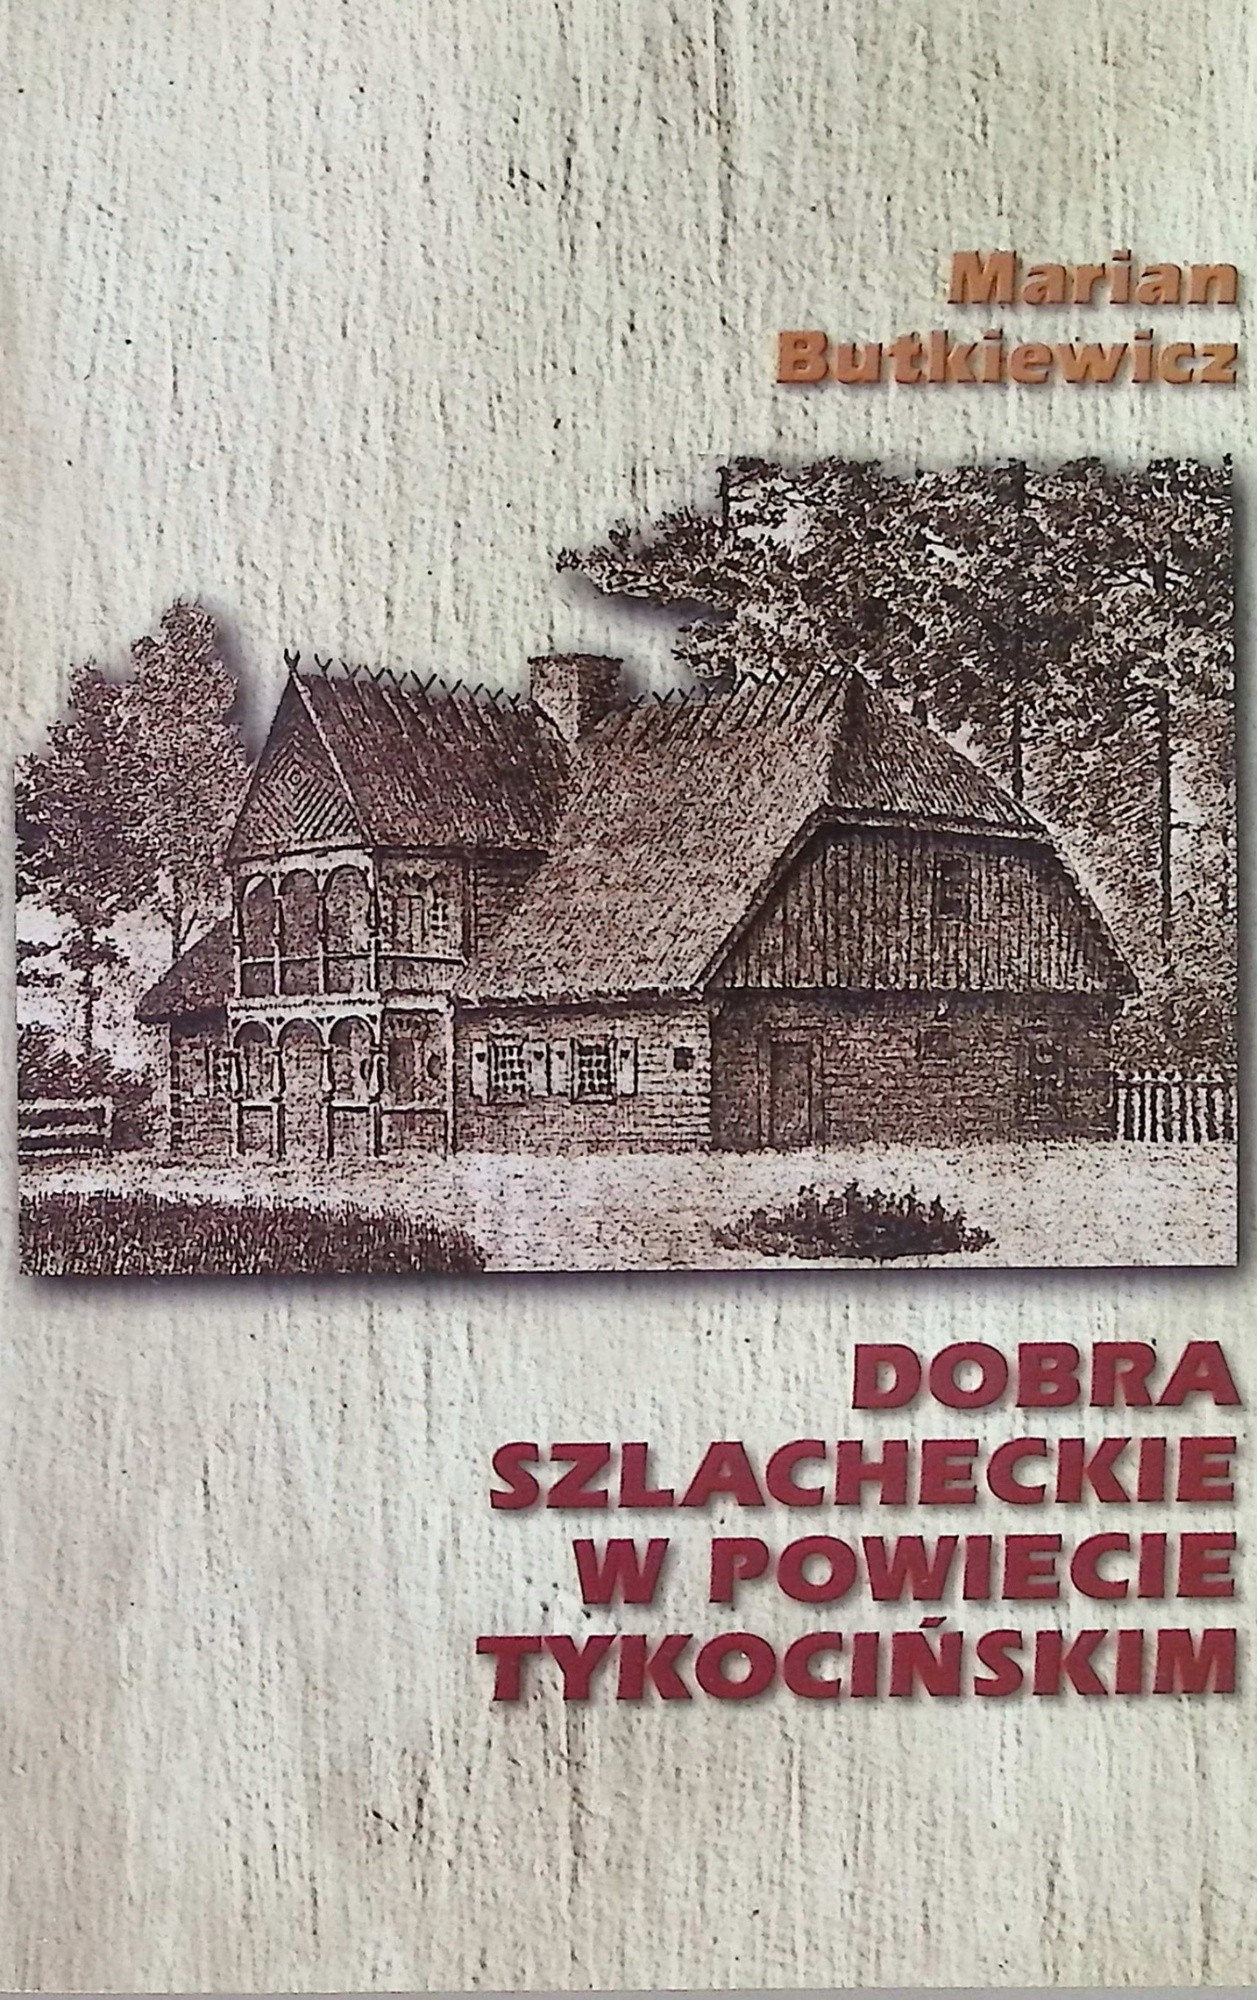 Marian
Butkiewicz
DOBRA
SZLACHECKIE
W POWIECIE
TYKOCIŃSKIM